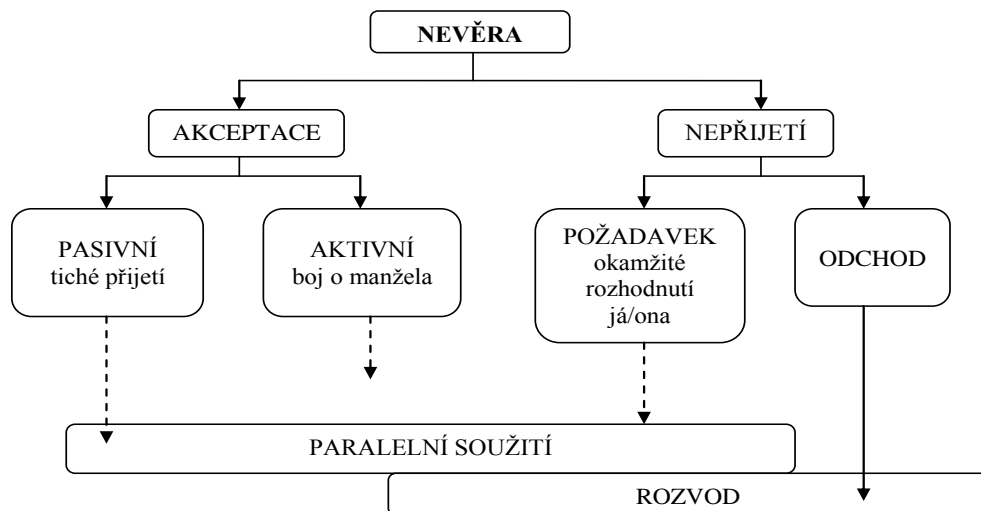 NEVĚRA
AKCEPTACE
NEPŘIJETÍ
PASIVNÍ
tiché přijetí
AKTIVNÍ
boj o manžela
POŽADAVEK
okamžité
rozhodnutí
já/ona
ODCHOD
PARALELNÍ SOUŽITÍ
ROZVOD